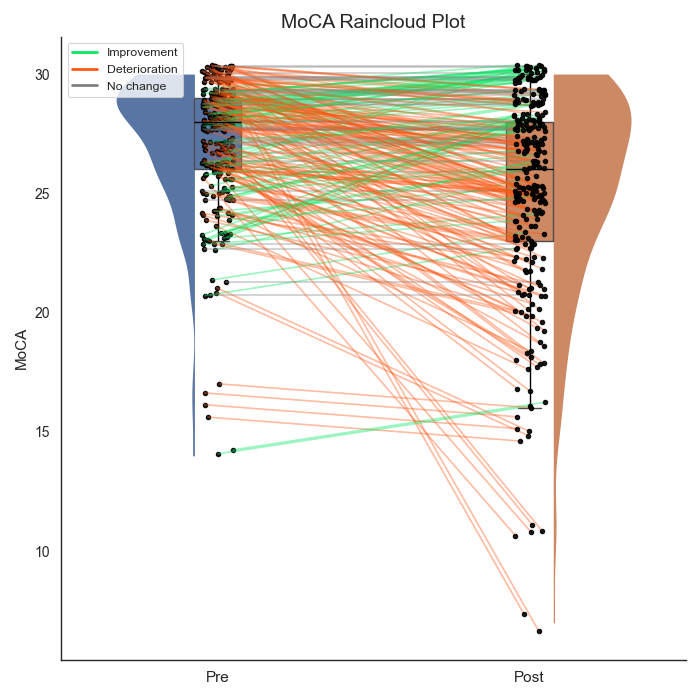 MoCA Raincloud Plot
Improvement
Deterioration
No change
30
25
20
15
10
MoCA
Pre
Post